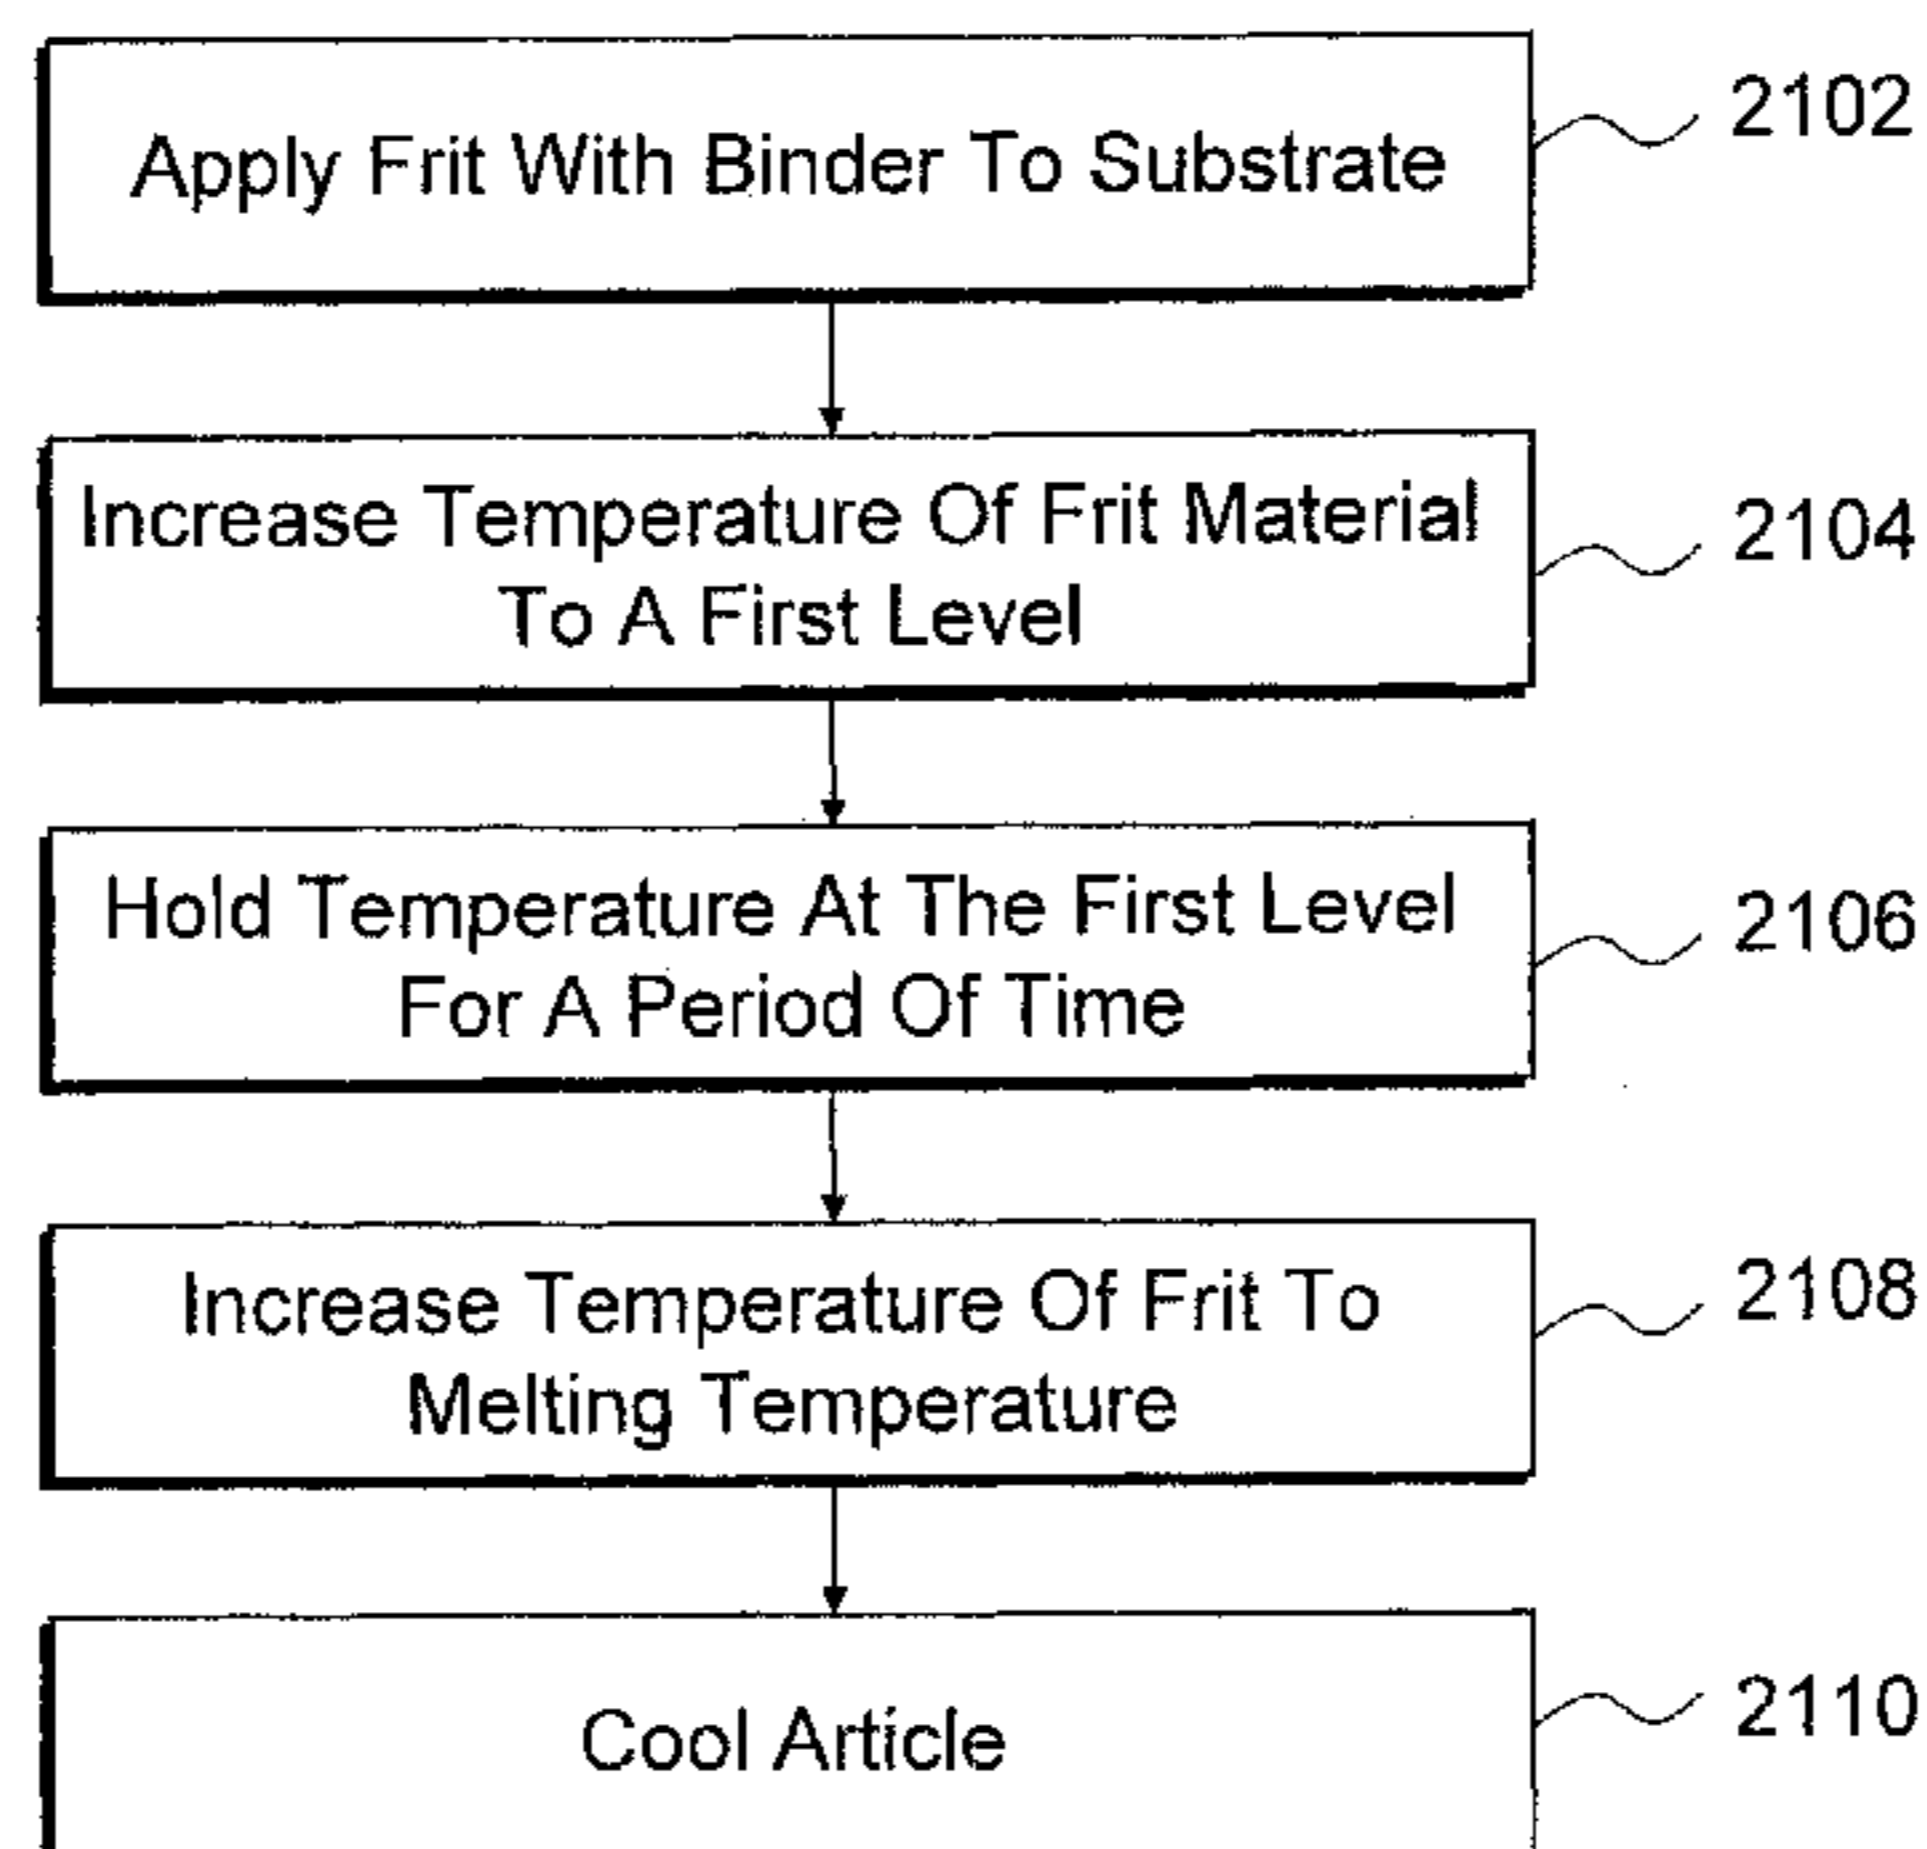 Apply Frit With Binder To Substrate
2102
Increase Temperature Of Frit Material
To A First Level
2104
Hold Temperature At The First Level
For A Period Of Time
2106
Increase Temperature Of Frit To
Melting Temperature
2108
Cool Article
2110